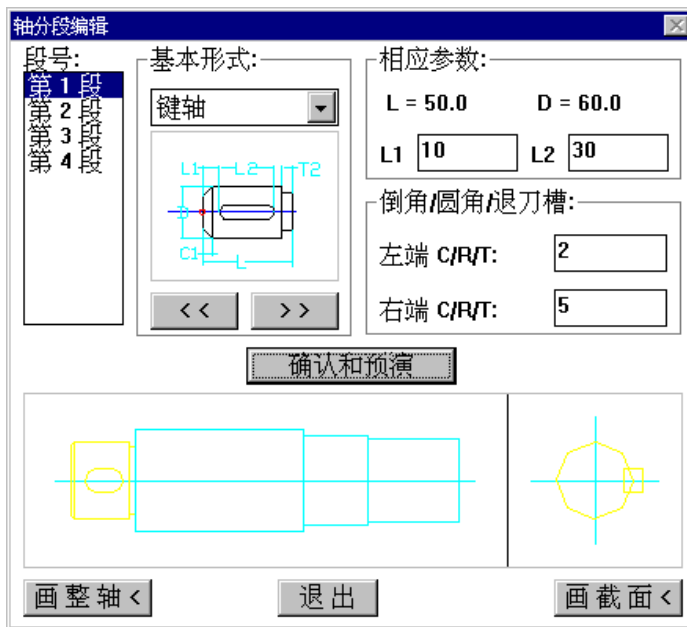 轴分段编辑
段号:
第 1 段
第 2 段
第 3 段
第 4 段
基本形式:
键轴
L1 L2 T2
D
C1
L
<< >>
相应参数:
L = 50.0 D = 60.0
L1 10 L2 30
倒角/圆角/退刀槽:
左端 C/R/T: 2
右端 C/R/T: 5
确认和预演
画 整 轴 <
退 出
画 截 面 <